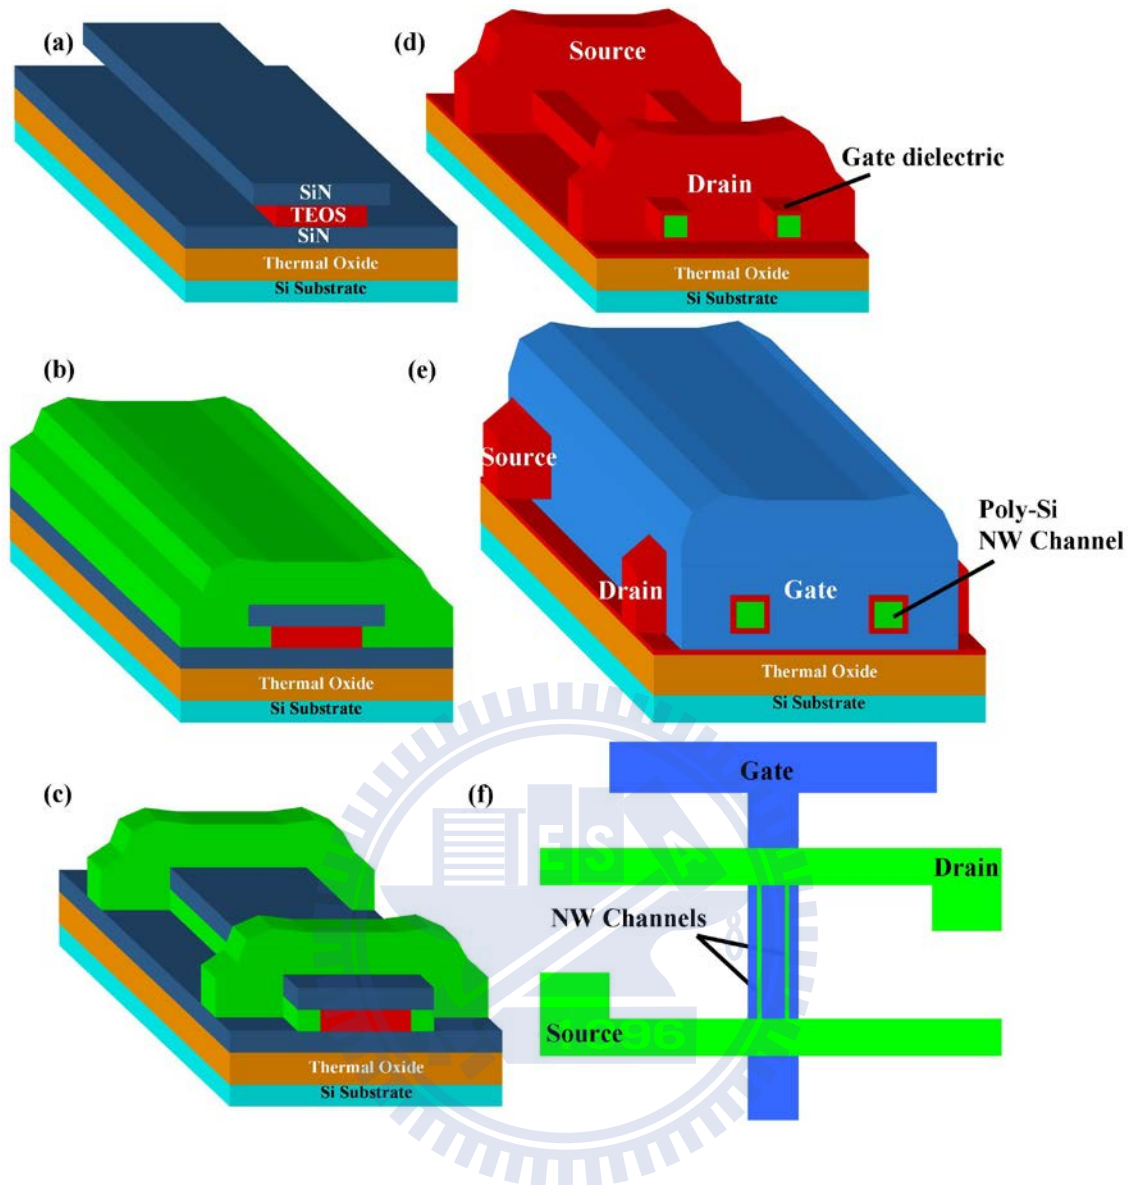 (a)
SiN
TEOS
SiN
Thermal Oxide
Si Substrate
(d)
Source
Drain
Gate dielectric
Thermal Oxide
Si Substrate
(b)
Thermal Oxide
Si Substrate
(e)
Source
Drain
Gate
Poly-Si
NW Channel
Thermal Oxide
Si Substrate
(c)
Thermal Oxide
Si Substrate
(f)
Gate
Drain
NW Channels
Source
E S A
1896